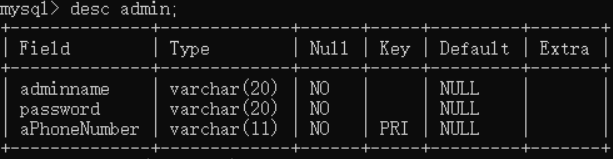 mysql> desc admin;
+--------------+-------------+------+-----+---------+-------+
| Field | Type | Null | Key | Default | Extra |
+--------------+-------------+------+-----+---------+-------+
| adminname | varchar(20) | NO | | NULL | |
| password | varchar(20) | NO | | NULL | |
| aPhoneNumber | varchar(11) | NO | PRI | NULL | |
+--------------+-------------+------+-----+---------+-------+